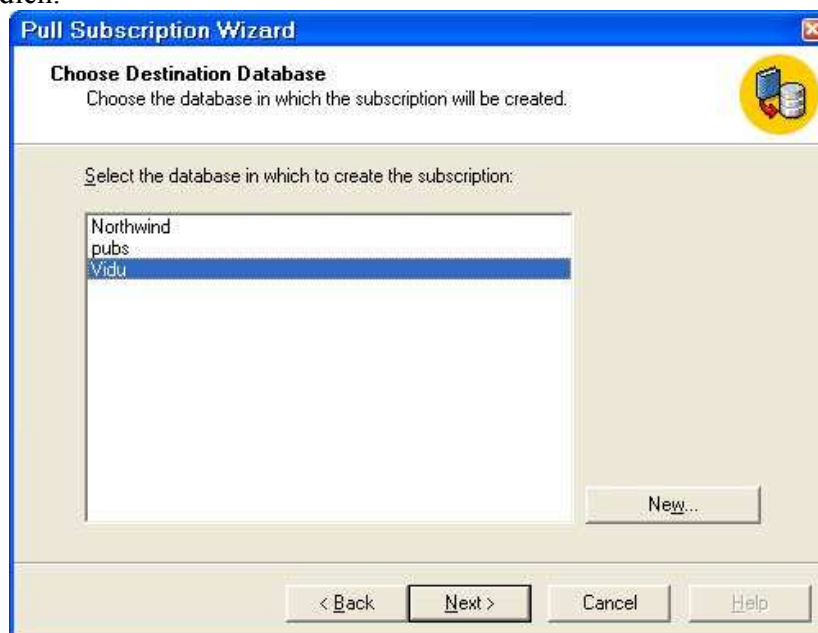 Pull Subscription Wizard
Choose Destination Database
Choose the database in which the subscription will be created.
Select the database in which to create the subscription:
Northwind
pubs
Vidu
New...
< Back
Next >
Cancel
Help